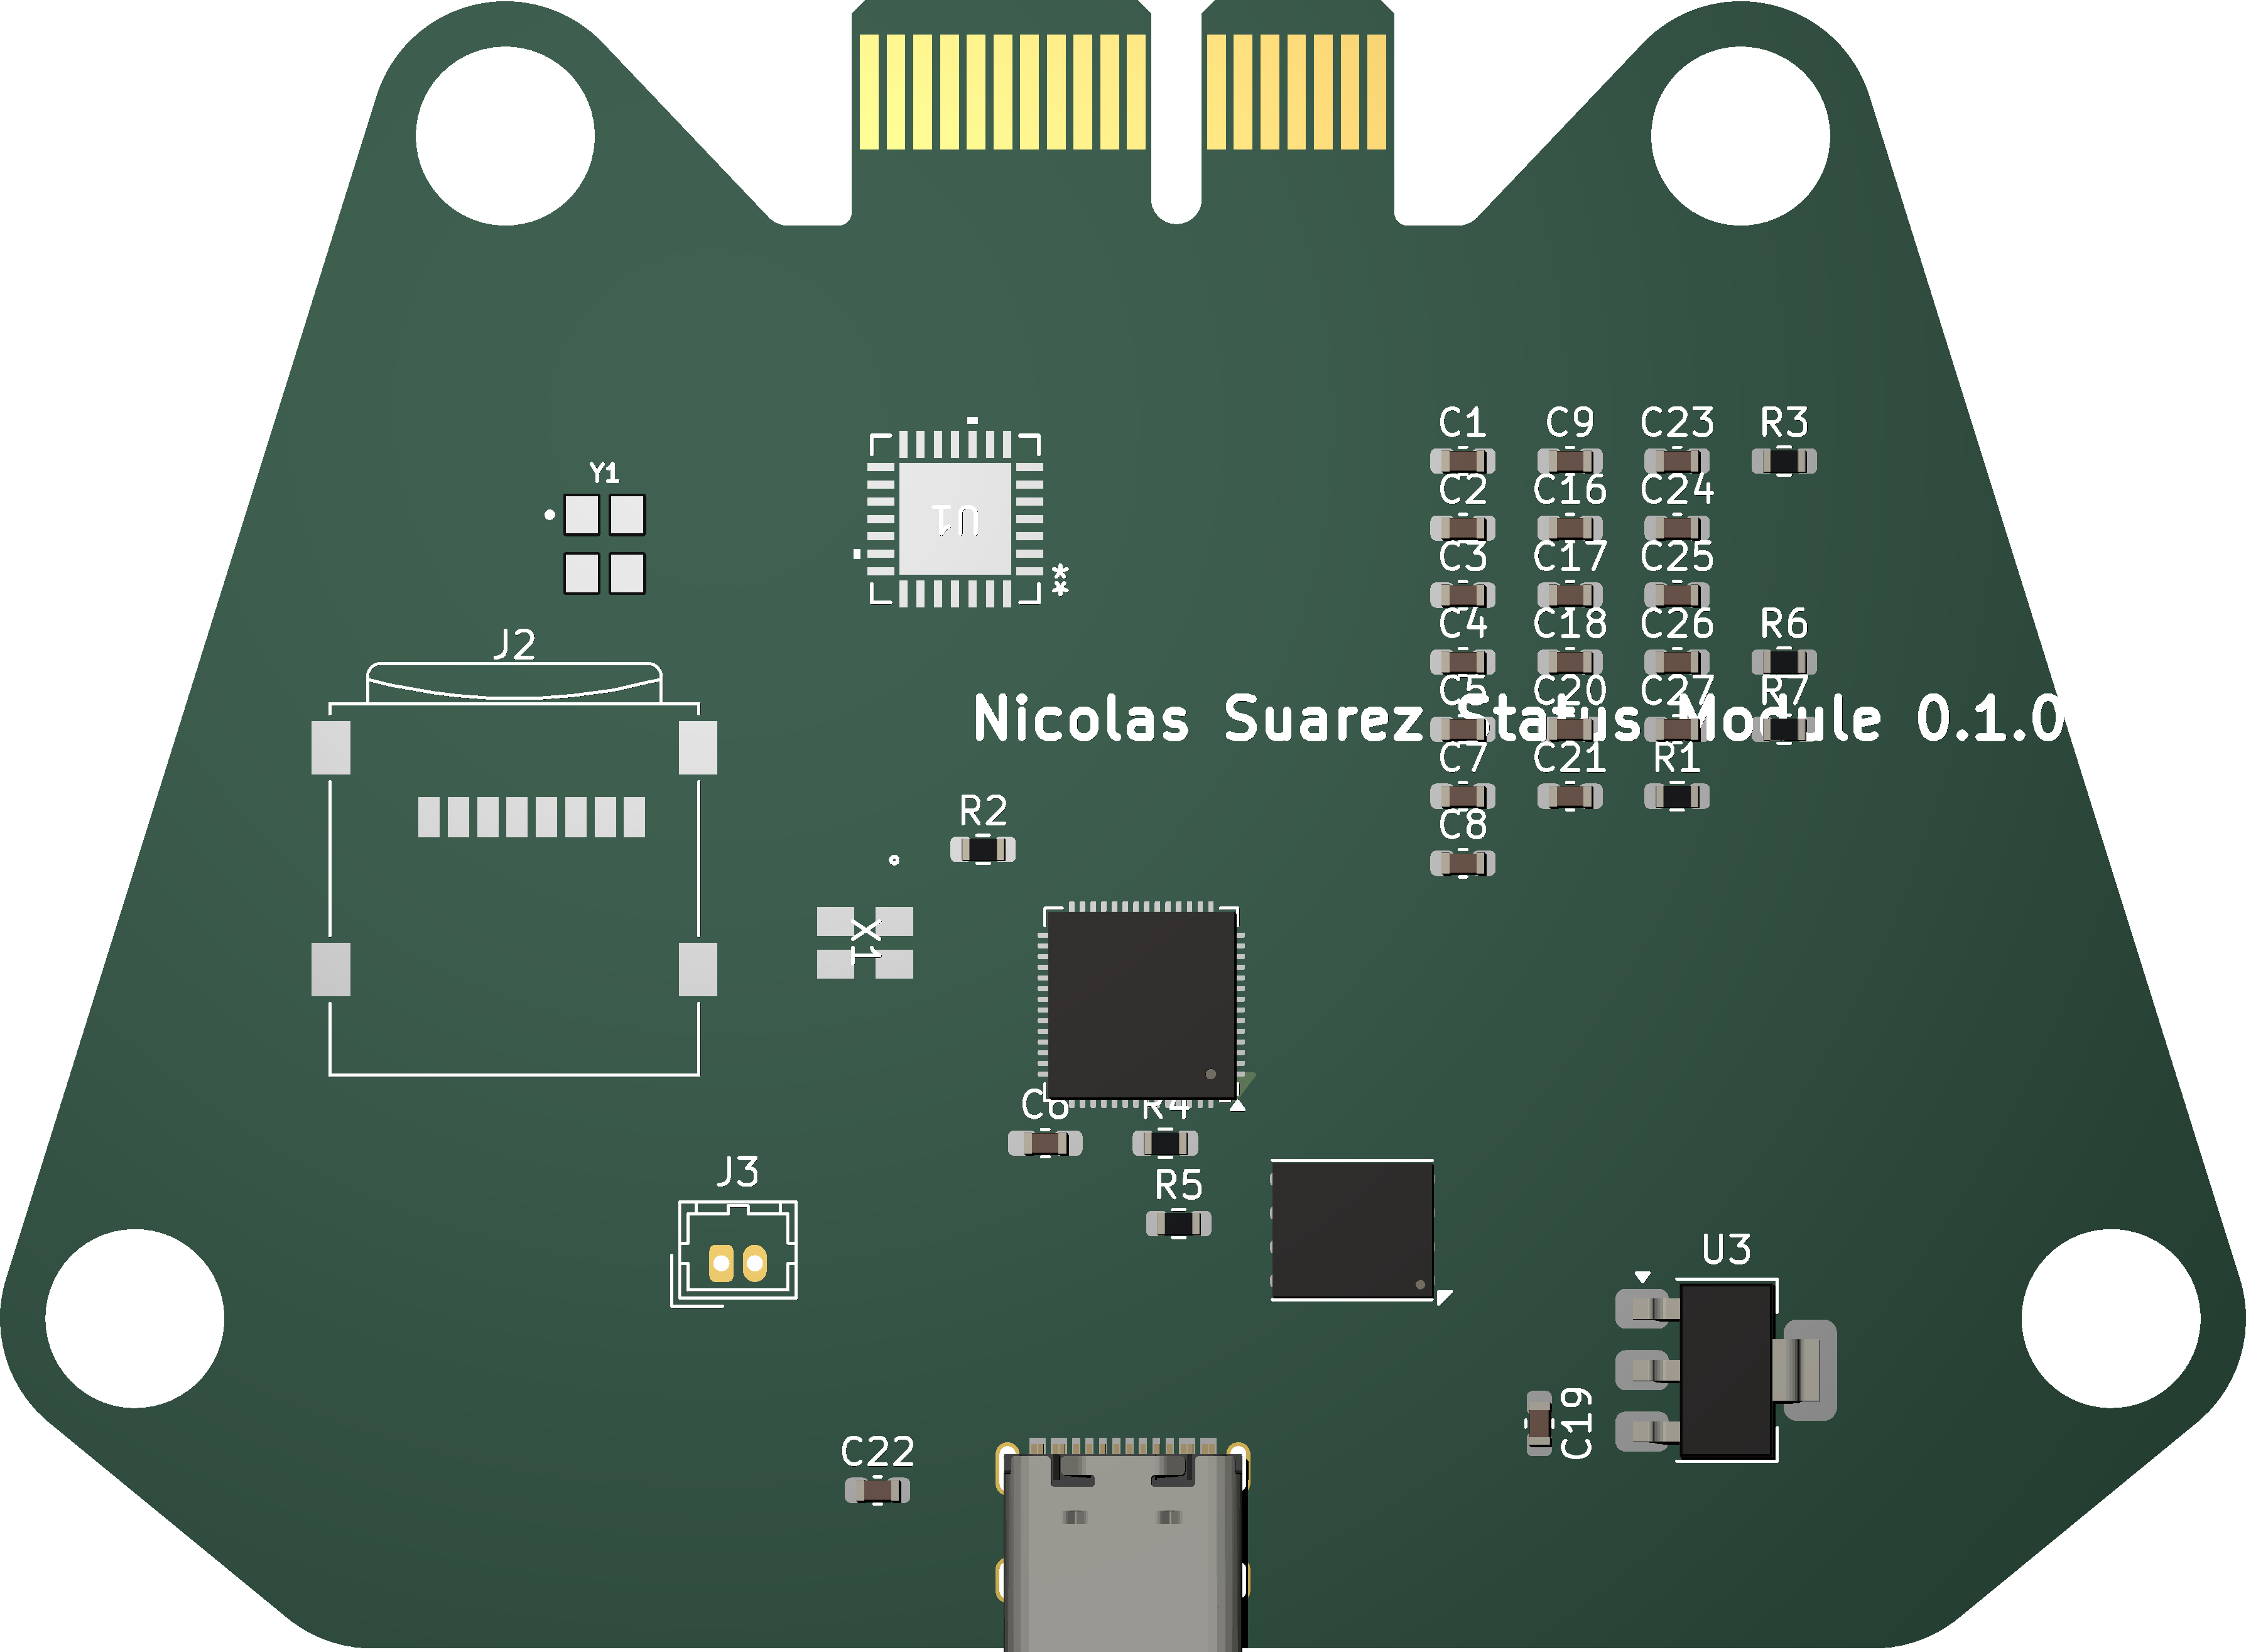 C1 C9 C23 R3
Y1
C2 C16 C24
U1
C3 C17 C25
**
C4 C18 C26 R6
J2
C5 C20 C27 R7
Nicolas Suarez Status Module 0.1.0
C7 C21 R1
R2
C8
X1
C6 R4
J3
R5
U3
C19
C22